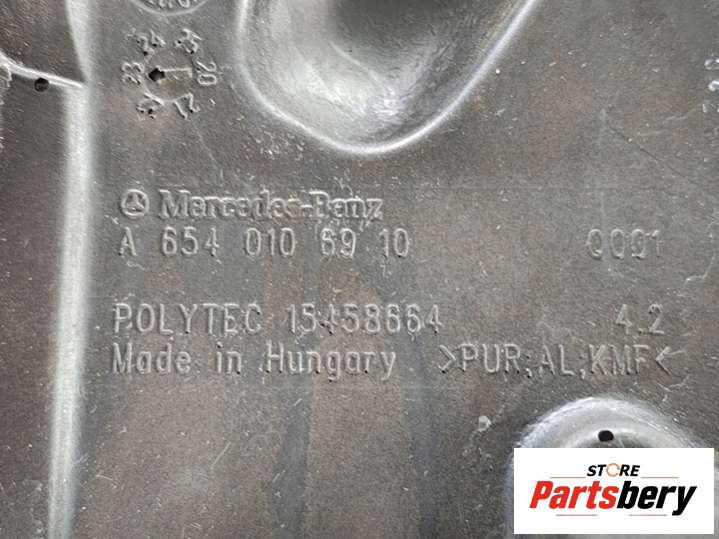 Mercedes-Benz
A 654 010 69 10 0001
POLYTEC 15458664 4.2
Made in Hungary >PUR;AL;KMF<
STORE
Partsbery